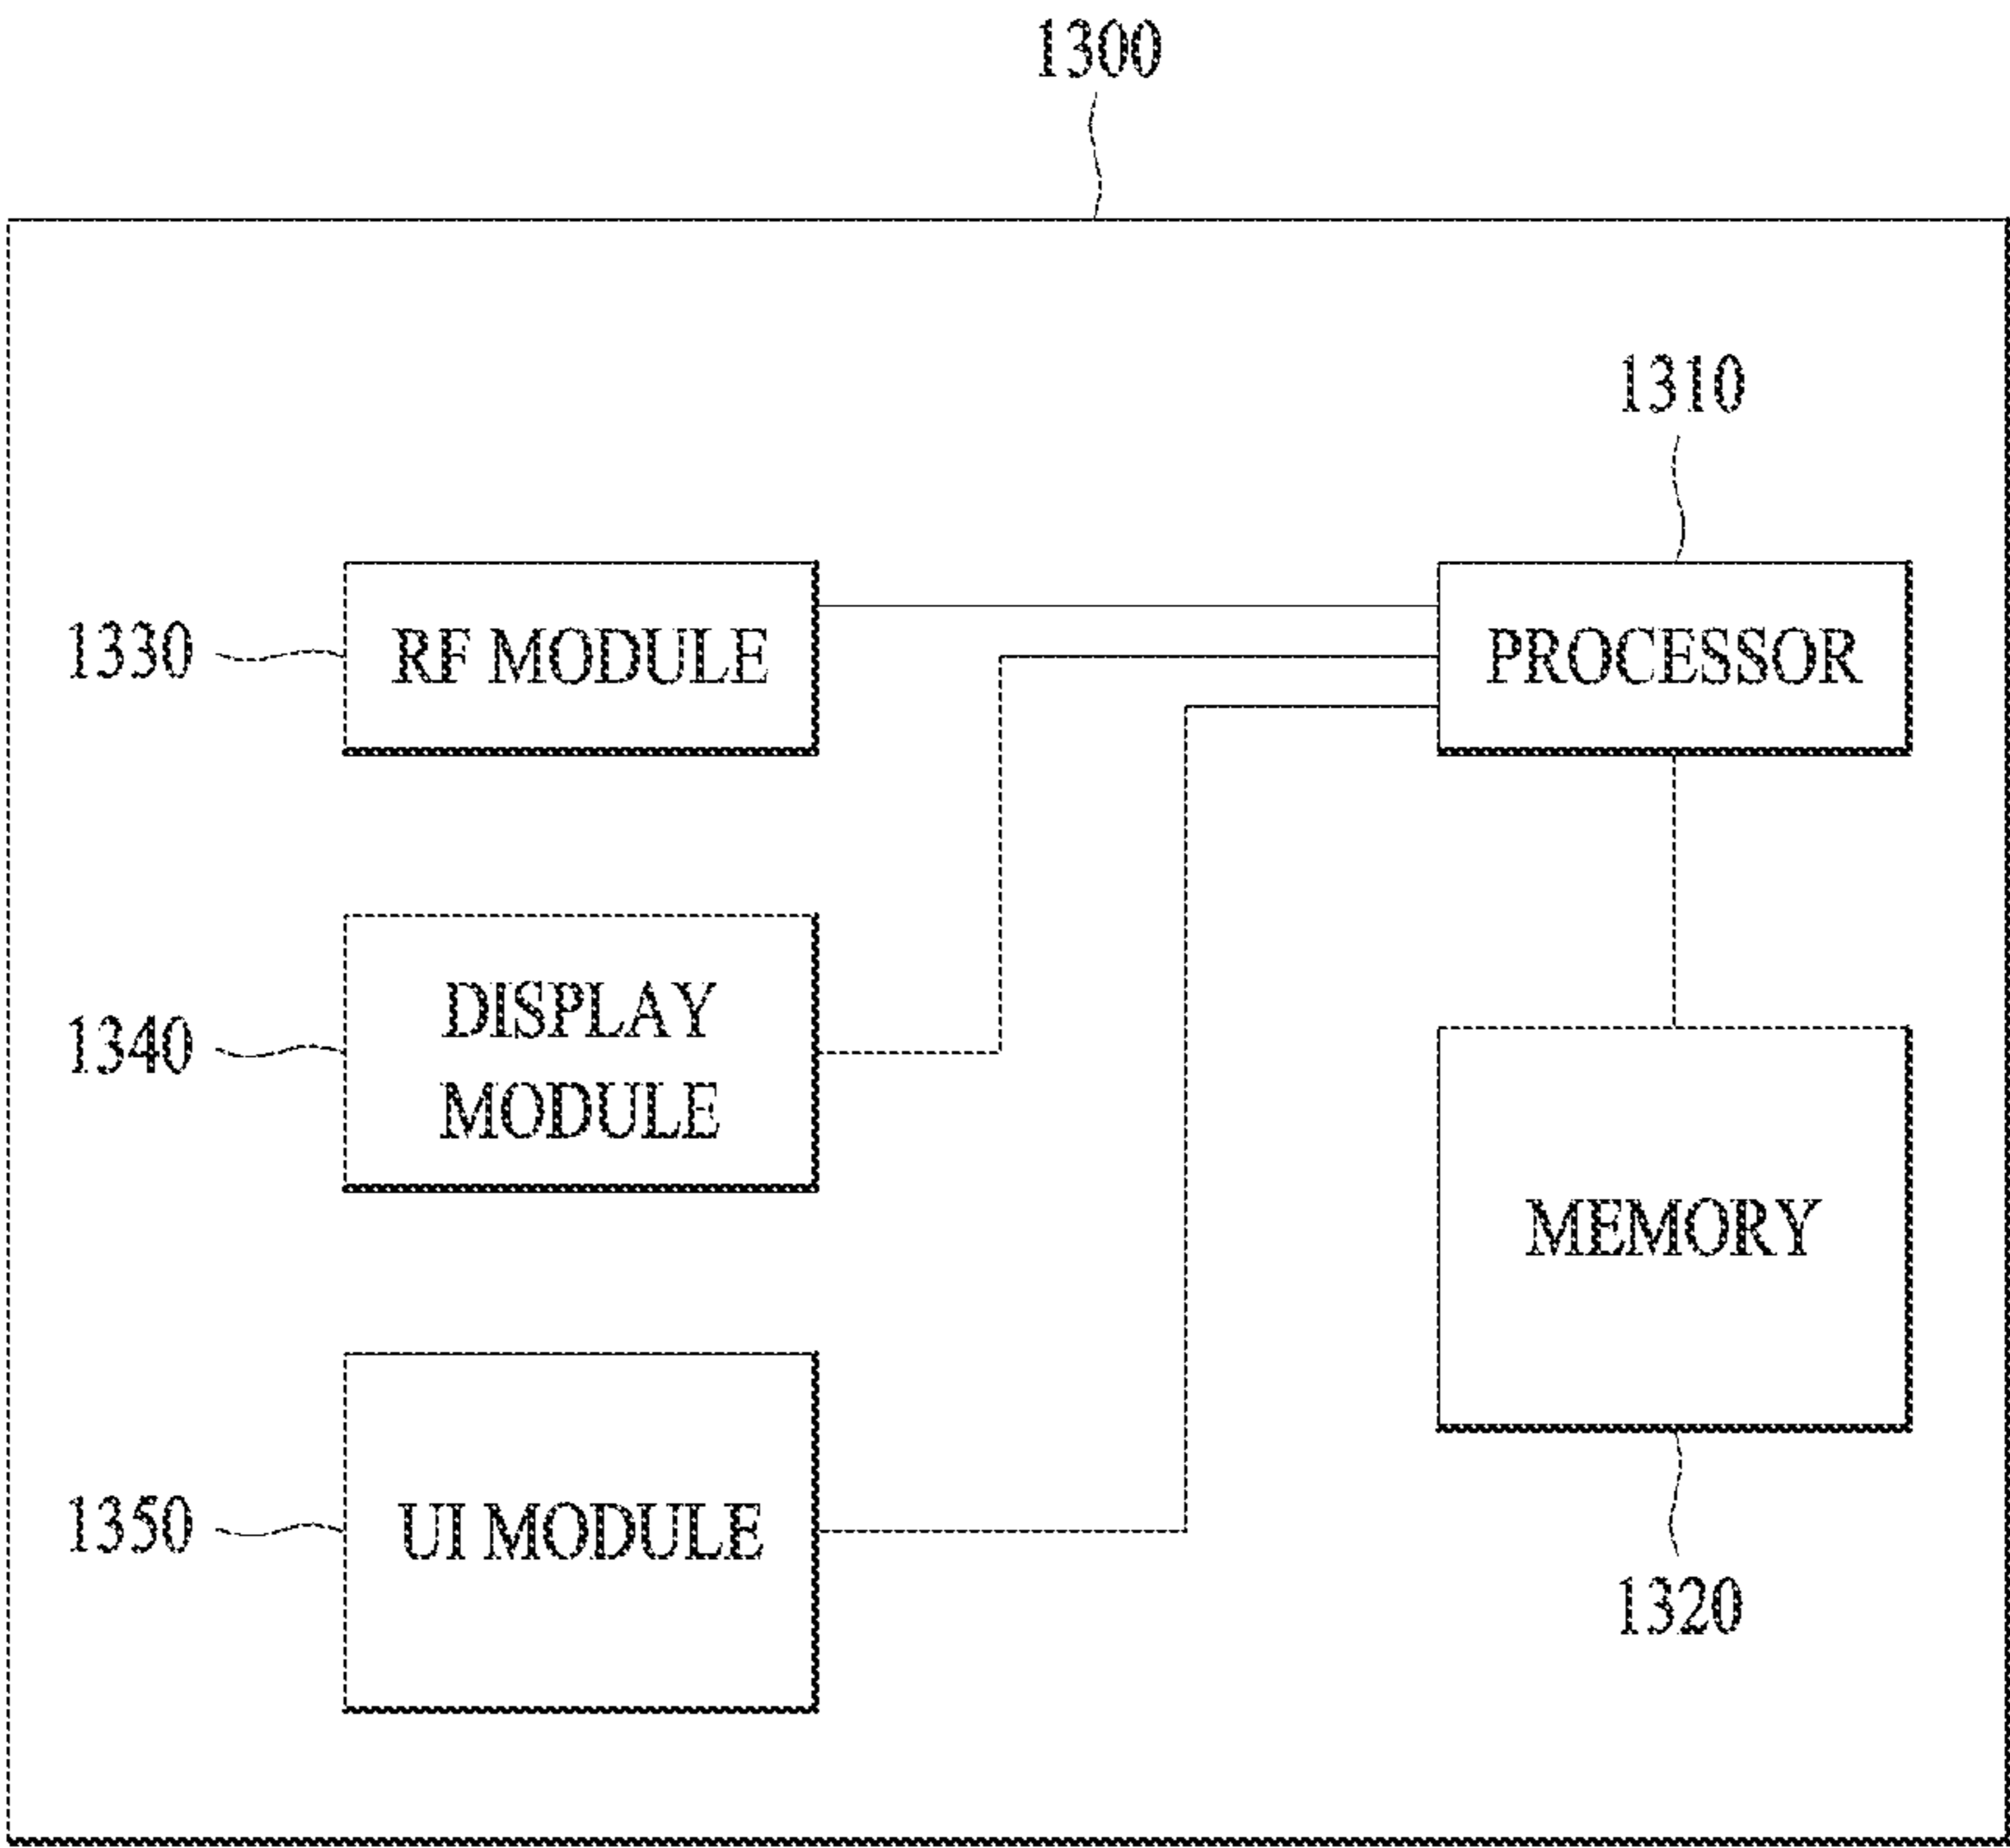 1300
1310
1330
RF MODULE
PROCESSOR
1340
DISPLAY
MODULE
MEMORY
1350
UI MODULE
1320